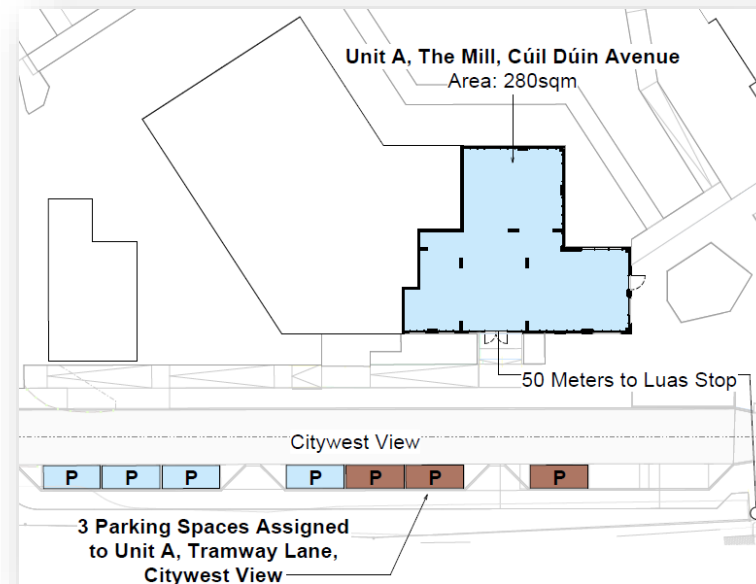 Unit A, The Mill, Cúil Dúin Avenue
Area: 280sqm
50 Meters to Luas Stop
Citywest View
P P P P P P P
3 Parking Spaces Assigned
to Unit A, Tramway Lane,
Citywest View